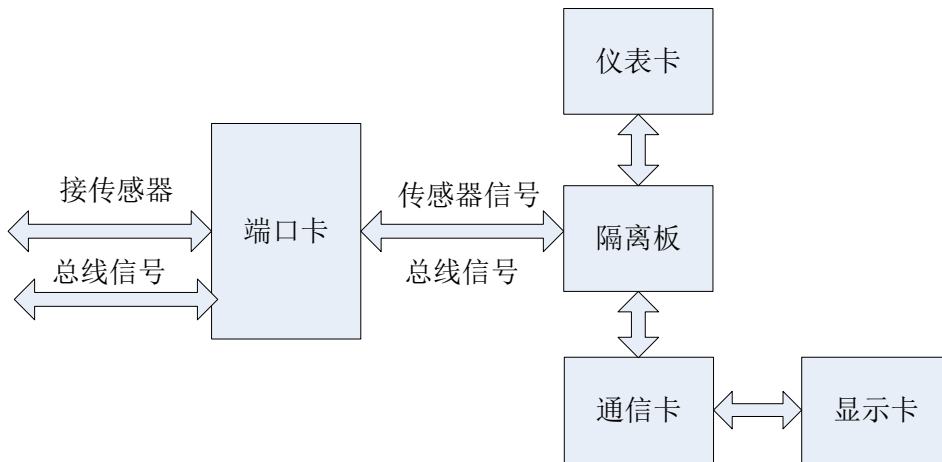 仪表卡
接传感器
端口卡
传感器信号
隔离板
总线信号
总线信号
通信卡
显示卡